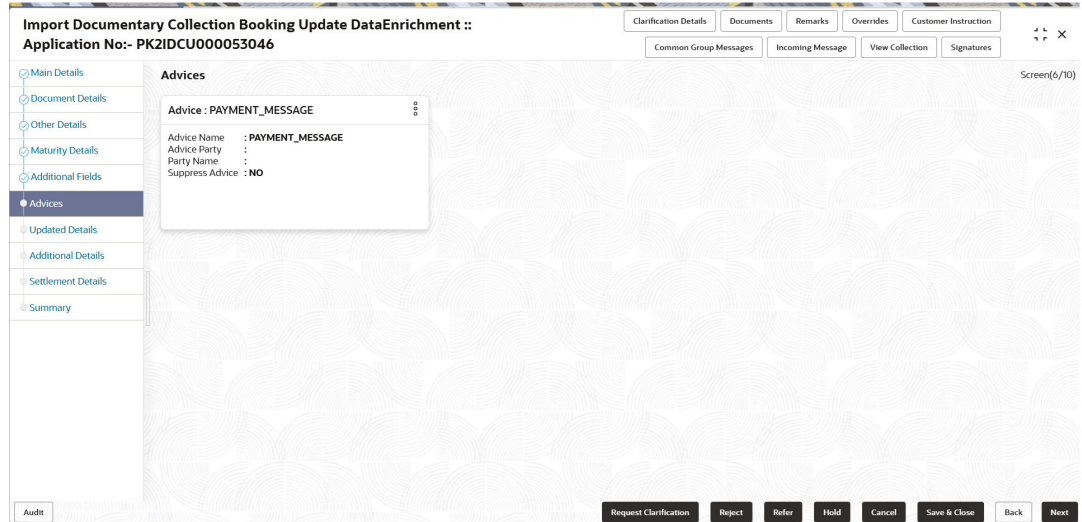 Import Documentary Collection Booking Update DataEnrichment ::
Application No:- PK2IDCU000053046
Clarification Details
Documents
Remarks
Overrides
Customer Instruction
Common Group Messages
Incoming Message
View Collection
Signatures
Main Details
Document Details
Other Details
Maturity Details
Additional Fields
Advices
Updated Details
Additional Details
Settlement Details
Summary
Advices
Screen(6/10)
Advice : PAYMENT_MESSAGE
Advice Name : PAYMENT_MESSAGE
Advice Party :
Party Name :
Suppress Advice : NO
Audit
Request Clarification
Reject
Refer
Hold
Cancel
Save & Close
Back
Next